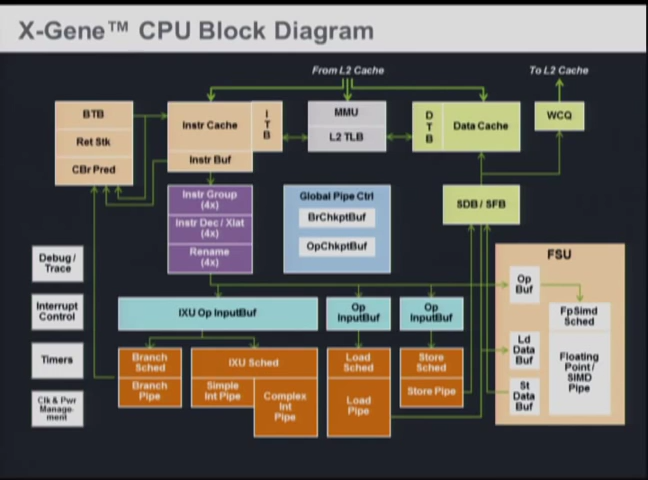 X-Gene™ CPU Block Diagram
From L2 Cache
To L2 Cache
BTB
Ret Stk
CBr Pred
Instr Cache
I
T
B
Instr Buf
MMU
L2 TLB
D
T
B
Data Cache
WCQ
Instr Group
(4x)
Instr Dec / Xlat
(4x)
Rename
(4x)
Global Pipe Ctrl
BrChkptBuf
OpChkptBuf
SDB / SFB
FSU
Debug /
Trace
Interrupt
Control
Timers
Clk & Pwr
Manage-
ment
IXU Op InputBuf
Op
InputBuf
Op
InputBuf
Op
Buf
FpSimd
Sched
Branch
Sched
Branch
Pipe
IXU Sched
Simple
Int Pipe
Complex
Int
Pipe
Load
Sched
Load
Pipe
Store
Sched
Store Pipe
Ld
Data
Buf
St
Data
Buf
Floating
Point /
SIMD
Pipe